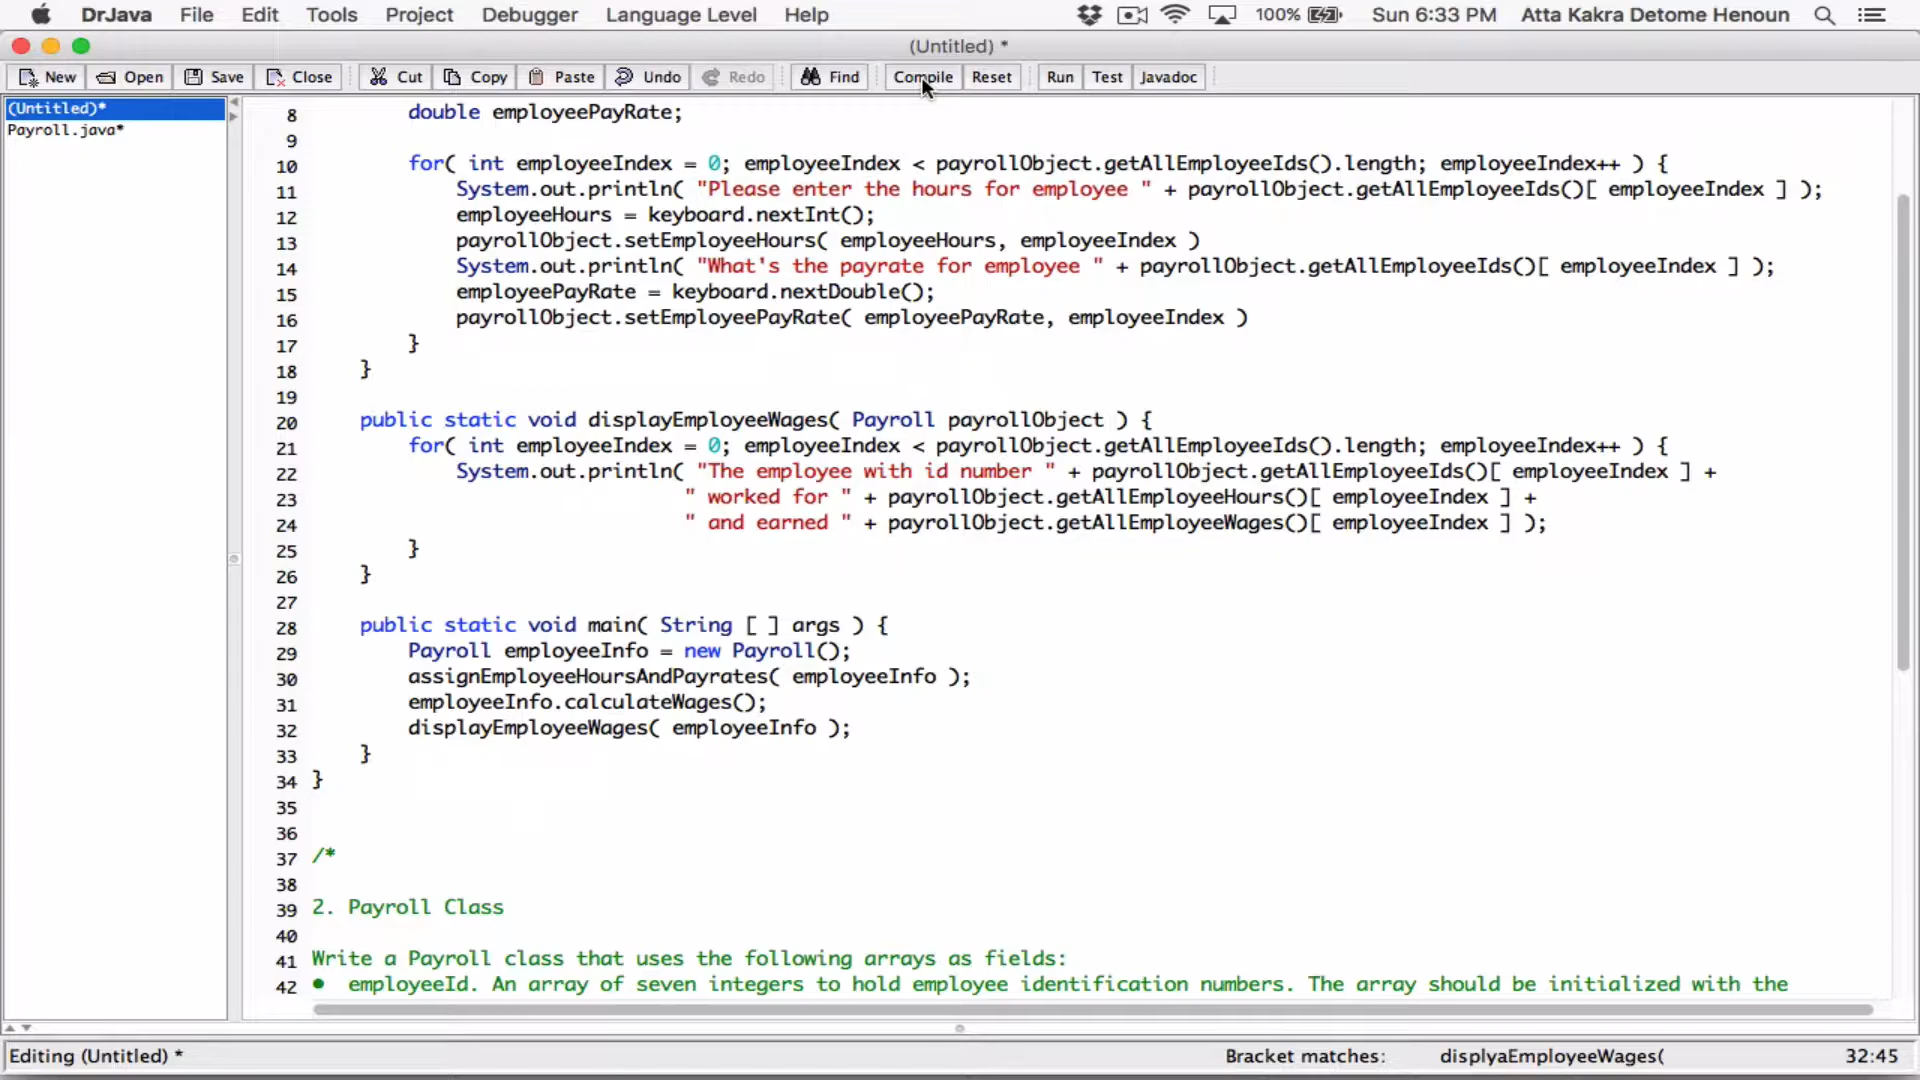 DrJava File Edit Tools Project Debugger Language Level Help 100% Sun 6:33 PM Atta Kakra Detome Henoun
(Untitled) *
New Open Save Close Cut Copy Paste Undo Redo Find Compile Reset Run Test Javadoc
(Untitled)*
Payroll.java*
8 double employeePayRate;
9
10 for( int employeeIndex = 0; employeeIndex < payrollObject.getAllEmployeeIds().length; employeeIndex++ ) {
11 System.out.println( "Please enter the hours for employee " + payrollObject.getAllEmployeeIds()[ employeeIndex ] );
12 employeeHours = keyboard.nextInt();
13 payrollObject.setEmployeeHours( employeeHours, employeeIndex )
14 System.out.println( "What's the payrate for employee " + payrollObject.getAllEmployeeIds()[ employeeIndex ] );
15 employeePayRate = keyboard.nextDouble();
16 payrollObject.setEmployeePayRate( employeePayRate, employeeIndex )
17 }
18 }
19
20 public static void displayEmployeeWages( Payroll payrollObject ) {
21 for( int employeeIndex = 0; employeeIndex < payrollObject.getAllEmployeeIds().length; employeeIndex++ ) {
22 System.out.println( "The employee with id number " + payrollObject.getAllEmployeeIds()[ employeeIndex ] +
23 " worked for " + payrollObject.getAllEmployeeHours()[ employeeIndex ] +
24 " and earned " + payrollObject.getAllEmployeeWages()[ employeeIndex ] );
25 }
26 }
27
28 public static void main( String [ ] args ) {
29 Payroll employeeInfo = new Payroll();
30 assignEmployeeHoursAndPayrates( employeeInfo );
31 employeeInfo.calculateWages();
32 displayEmployeeWages( employeeInfo );
33 }
34 }
35
36
37 /*
38
39 2. Payroll Class
40
41 Write a Payroll class that uses the following arrays as fields:
42 • employeeId. An array of seven integers to hold employee identification numbers. The array should be initialized with the
Editing (Untitled) * Bracket matches: displyaEmployeeWages( 32:45